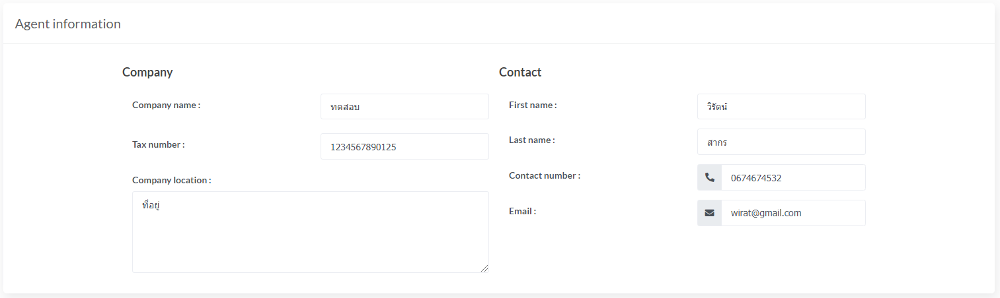 Agent information
Company
Company name :
ทดสอบ
Tax number :
1234567890125
Company location :
ที่อยู่
Contact
First name :
วิรัตน์
Last name :
สากร
Contact number :
0674674532
Email :
wirat@gmail.com